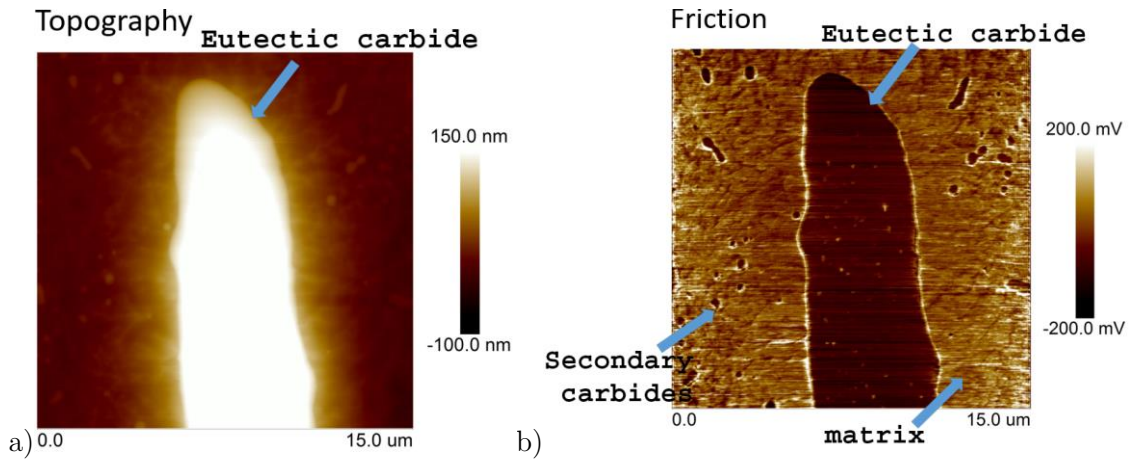 Topography
Eutectic carbide
150.0 nm
-100.0 nm
0.0
15.0 um
a)
Friction
Eutectic carbide
200.0 mV
-200.0 mV
Secondary
carbides
matrix
0.0
15.0 um
b)